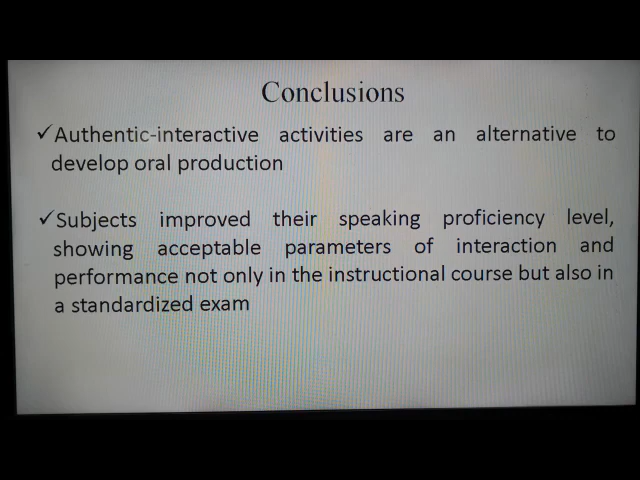 Conclusions
✓Authentic-interactive activities are an alternative to
develop oral production
✓Subjects improved their speaking proficiency level,
showing acceptable parameters of interaction and
performance not only in the instructional course but also in
a standardized exam